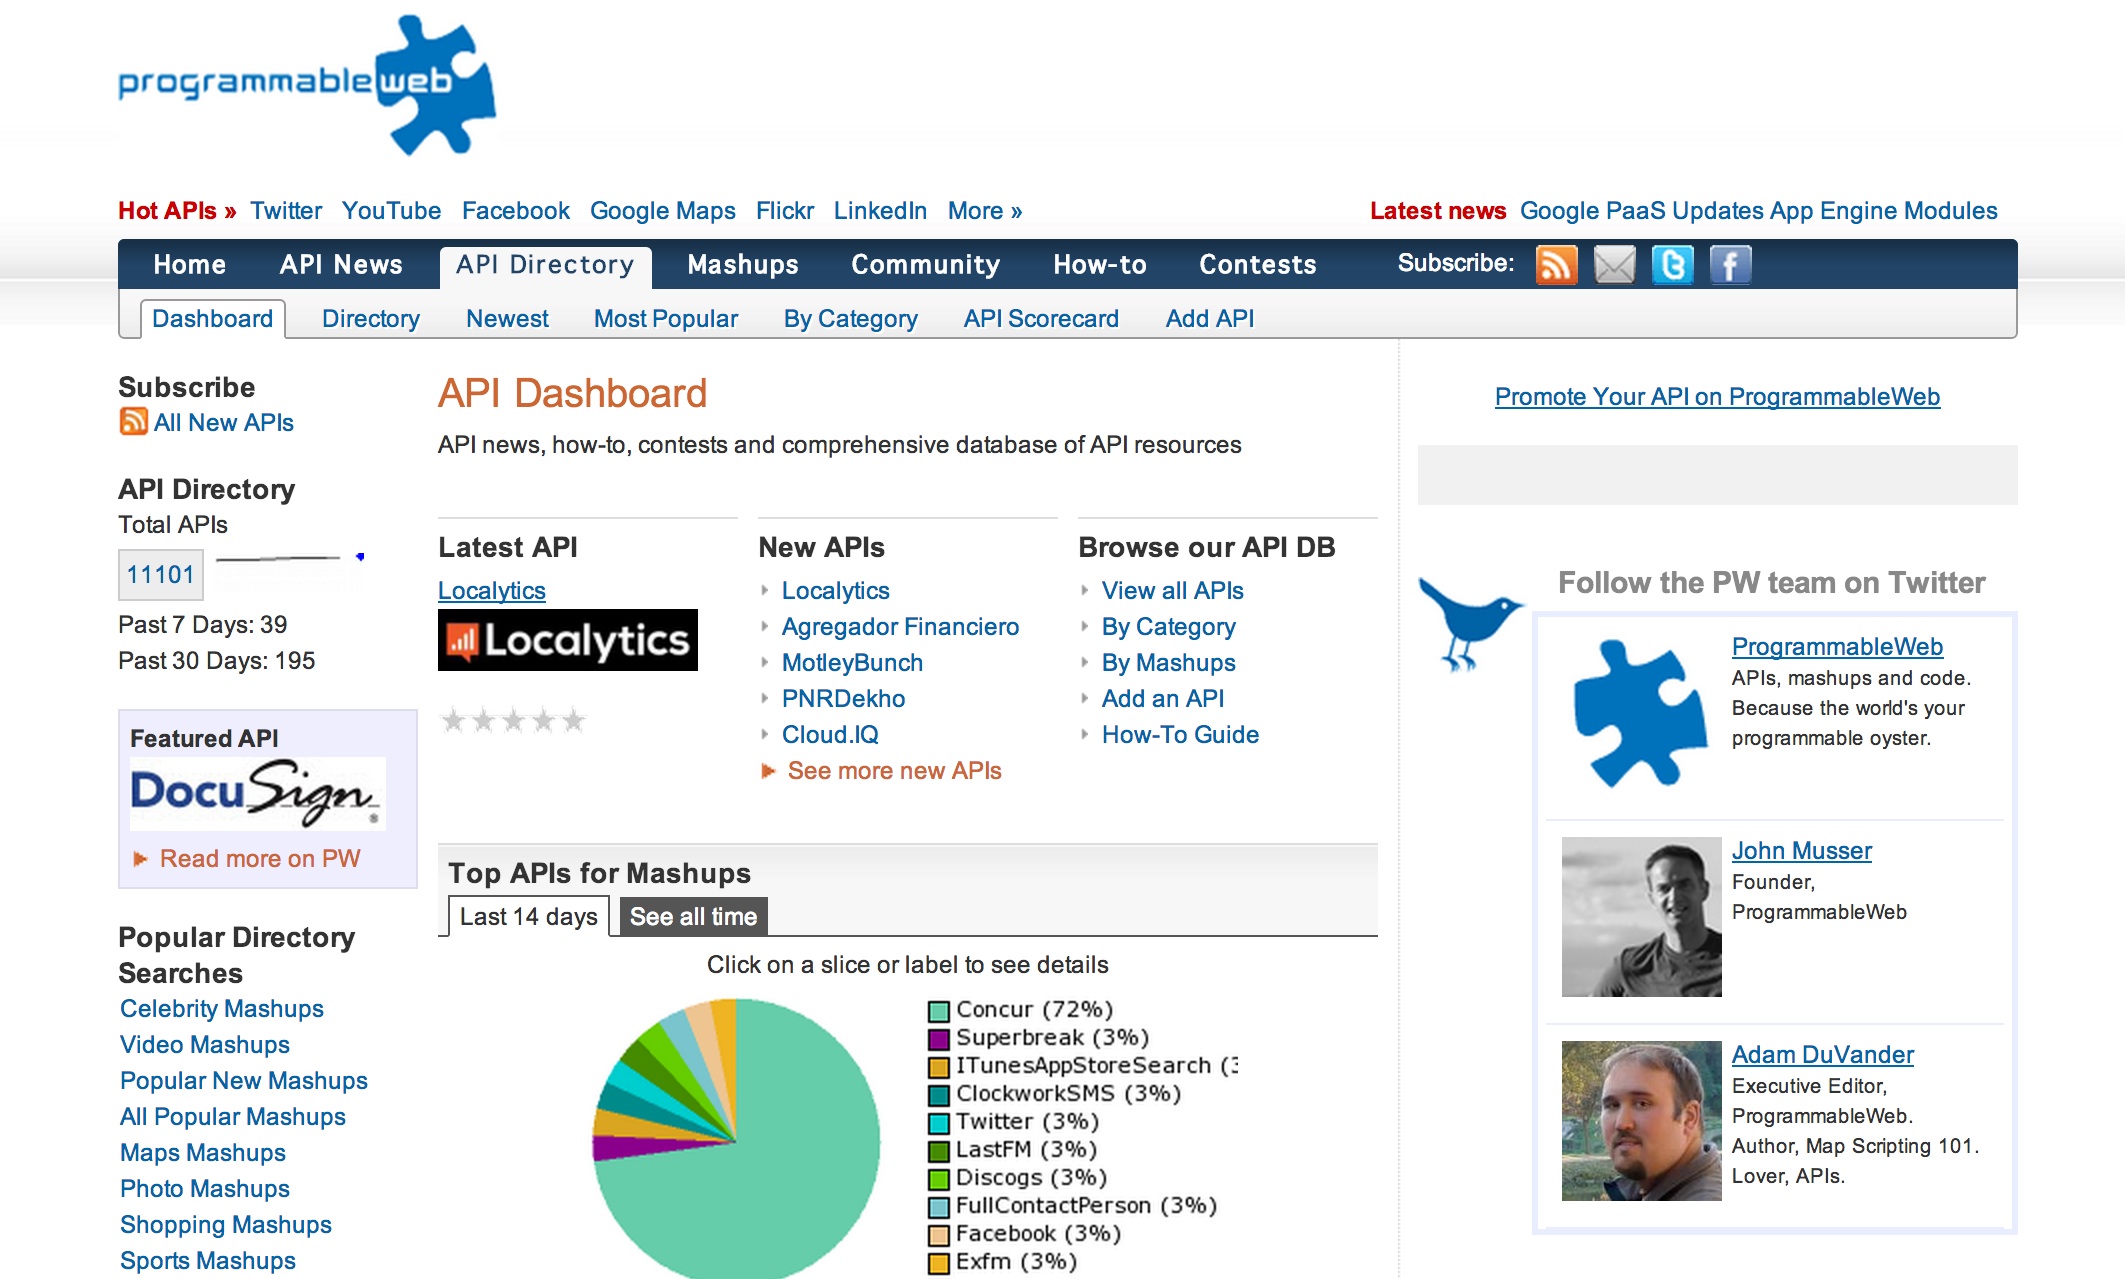 programmableweb
Hot APIs » Twitter YouTube Facebook Google Maps Flickr LinkedIn More »
Latest news Google PaaS Updates App Engine Modules
Home API News API Directory Mashups Community How-to Contests Subscribe:
Dashboard Directory Newest Most Popular By Category API Scorecard Add API
Subscribe
All New APIs
API Directory
Total APIs
11101
Past 7 Days: 39
Past 30 Days: 195
Featured API
DocuSign®
Read more on PW
Popular Directory
Searches
Celebrity Mashups
Video Mashups
Popular New Mashups
All Popular Mashups
Maps Mashups
Photo Mashups
Shopping Mashups
Sports Mashups
API Dashboard
API news, how-to, contests and comprehensive database of API resources
Latest API
Localytics
Localytics
New APIs
Localytics
Agregador Financiero
MotleyBunch
PNRDekho
Cloud.IQ
See more new APIs
Browse our API DB
View all APIs
By Category
By Mashups
Add an API
How-To Guide
Top APIs for Mashups
Last 14 days See all time
Click on a slice or label to see details
Concur (72%)
Superbreak (3%)
ITunesAppStoreSearch (3
ClockworkSMS (3%)
Twitter (3%)
LastFM (3%)
Discogs (3%)
FullContactPerson (3%)
Facebook (3%)
Exfm (3%)
Promote Your API on ProgrammableWeb
Follow the PW team on Twitter
ProgrammableWeb
APIs, mashups and code.
Because the world's your
programmable oyster.
John Musser
Founder,
ProgrammableWeb
Adam DuVander
Executive Editor,
ProgrammableWeb.
Author, Map Scripting 101.
Lover, APIs.